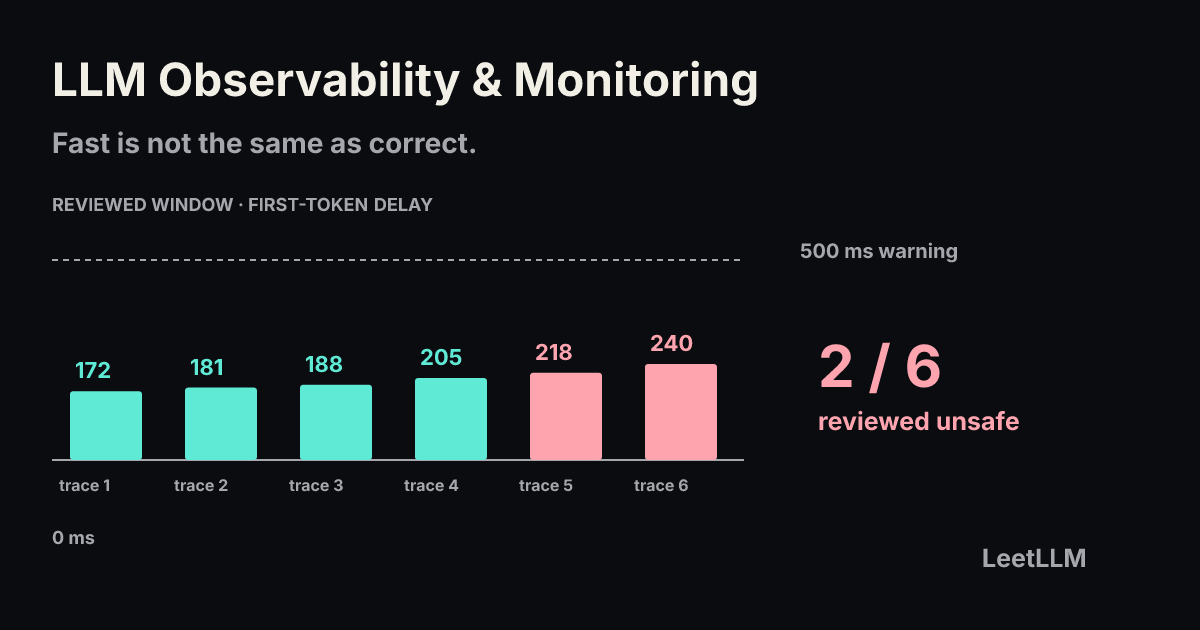 LLM Observability & Monitoring
Fast is not the same as correct.
REVIEWED WINDOW · FIRST-TOKEN DELAY
500 ms warning
172 181 188 205 218 240
2 / 6
reviewed unsafe
trace 1 trace 2 trace 3 trace 4 trace 5 trace 6
0 ms
LeetLLM